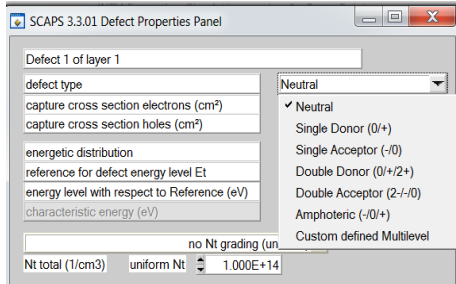 SCAPS 3.3.01 Defect Properties Panel
Defect 1 of layer 1
defect type Neutral
capture cross section electrons (cm²)
capture cross section holes (cm²)
✓ Neutral
Single Donor (0/+)
Single Acceptor (-/0)
Double Donor (0/+/2+)
Double Acceptor (2-/-/0)
Amphoteric (-/0/+)
Custom defined Multilevel
energetic distribution
reference for defect energy level Et
energy level with respect to Reference (eV)
characteristic energy (eV)
no Nt grading
Nt total (1/cm3) uniform Nt 1.000E+14